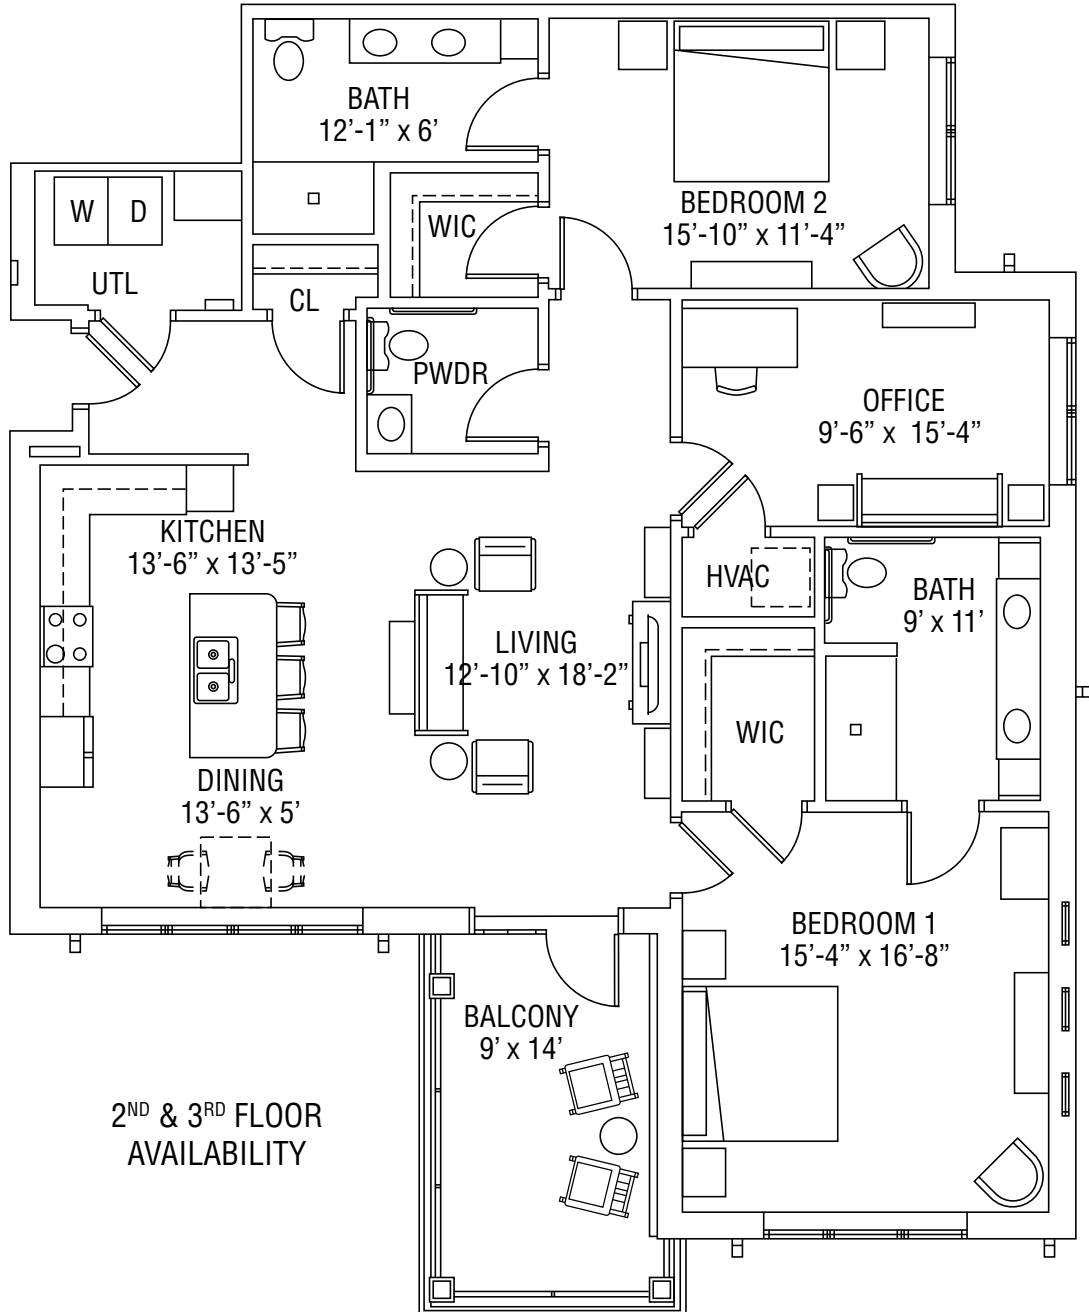 BATH
12’-1” x 6’
W
D
WIC
BEDROOM 2
15’-10” x 11’-4”
UTL
CL
PWDR
OFFICE
9’-6” x 15’-4”
KITCHEN
13’-6” x 13’-5”
HVAC
BATH
9’ x 11’
LIVING
12’-10” x 18’-2”
WIC
DINING
13’-6” x 5’
BEDROOM 1
15’-4” x 16’-8”
BALCONY
9’ x 14’
2ND & 3RD FLOOR
AVAILABILITY